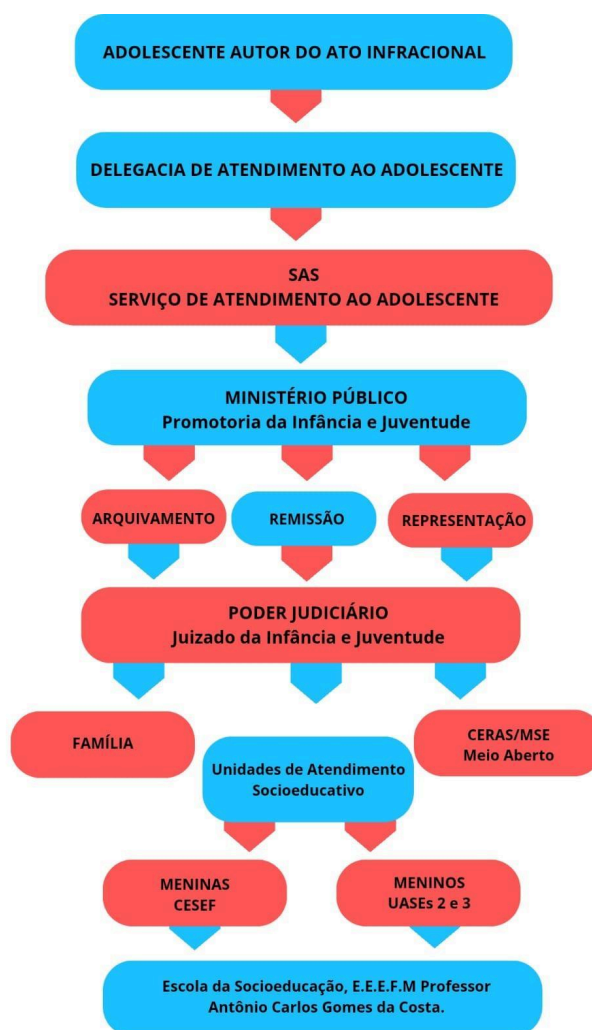 ADOLESCENTE AUTOR DO ATO INFRACIONAL
DELEGACIA DE ATENDIMENTO AO ADOLESCENTE
SAS
SERVIÇO DE ATENDIMENTO AO ADOLESCENTE
MINISTÉRIO PÚBLICO
Promotoria da Infância e Juventude
ARQUIVAMENTO
REMISSÃO
REPRESENTAÇÃO
PODER JUDICIÁRIO
Juizado da Infância e Juventude
FAMÍLIA
CERAS/MSE
Meio Aberto
Unidades de Atendimento
Socioeducativo
MENINAS
CESEF
MENINOS
UASEs 2 e 3
Escola da Socioeducação, E.E.E.F.M Professor
Antônio Carlos Gomes da Costa.